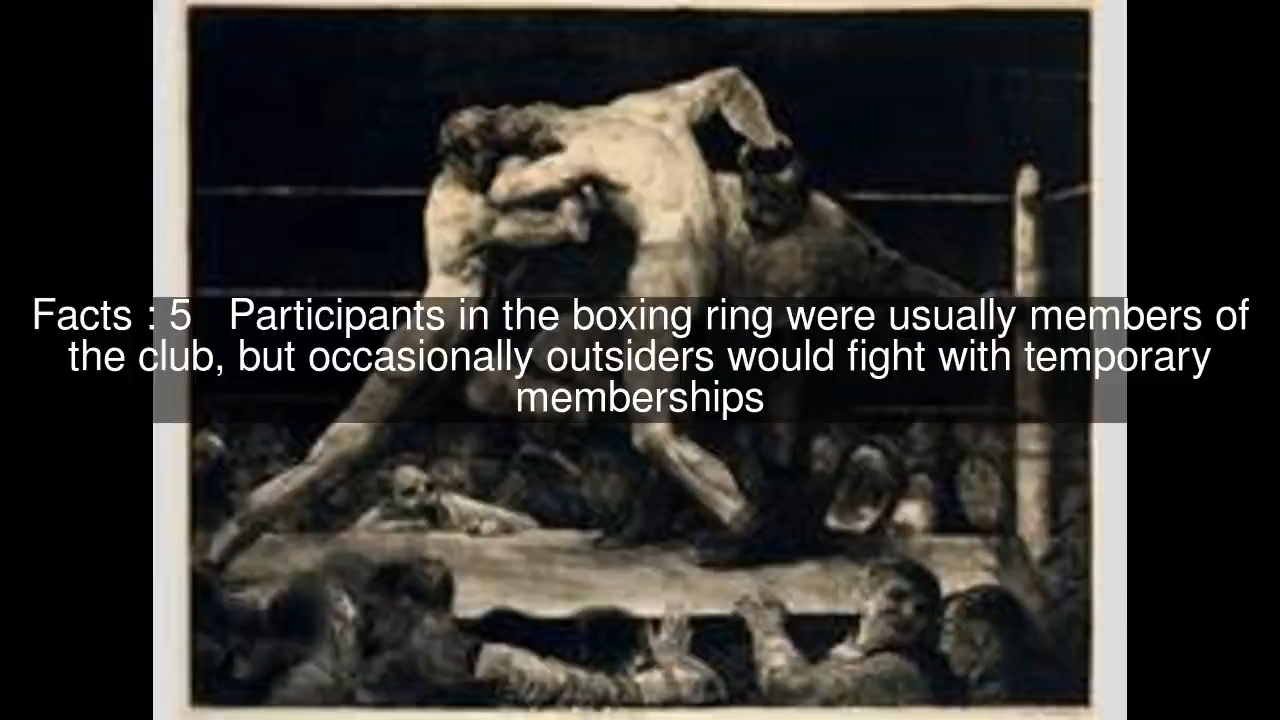 Facts : 5   Participants in the boxing ring were usually members of
the club, but occasionally outsiders would fight with temporary
memberships